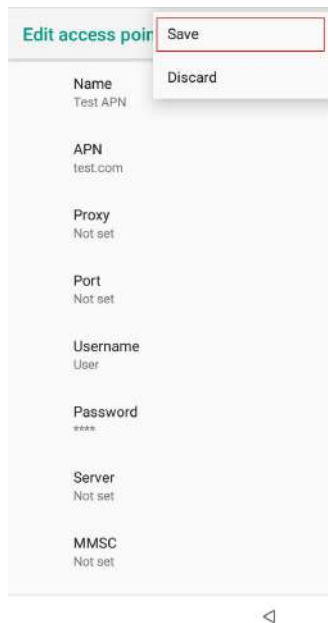 Edit access poin
Save
Discard
Name
Test APN
APN
test.com
Proxy
Not set
Port
Not set
Username
User
Password
****
Server
Not set
MMSC
Not set